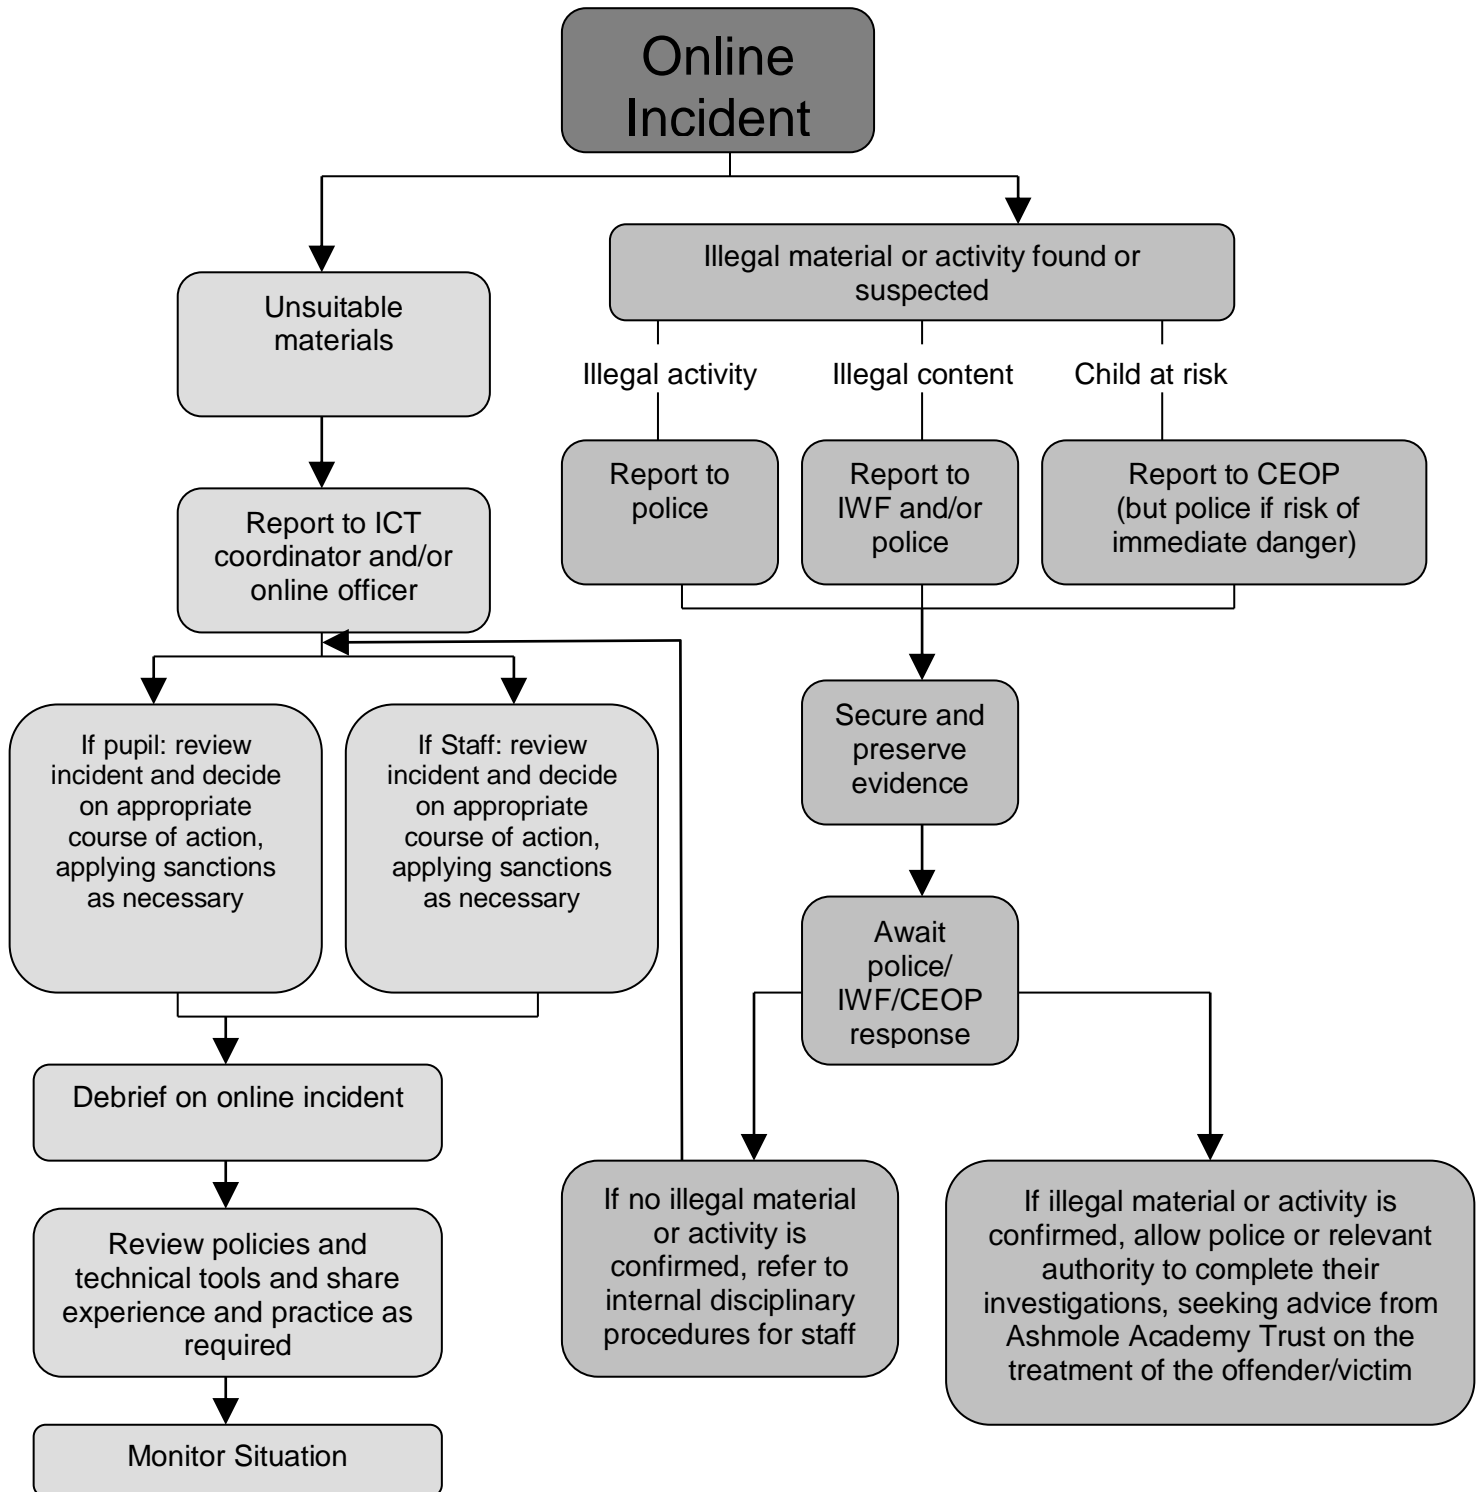 Online
Incident
Illegal material or activity found or
suspected
Unsuitable
materials
Illegal activity
Illegal content
Child at risk
Report to
police
Report to
IWF and/or
police
Report to CEOP
(but police if risk of
immediate danger)
Report to ICT
coordinator and/or
online officer
Secure and
preserve
evidence
If pupil: review
incident and decide
on appropriate
course of action,
applying sanctions
as necessary
If Staff: review
incident and decide
on appropriate
course of action,
applying sanctions
as necessary
Await
police/
IWF/CEOP
response
Debrief on online incident
Review policies and
technical tools and share
experience and practice as
required
Monitor Situation
If no illegal material
or activity is
confirmed, refer to
internal disciplinary
procedures for staff
If illegal material or activity is
confirmed, allow police or relevant
authority to complete their
investigations, seeking advice from
Ashmole Academy Trust on the
treatment of the offender/victim